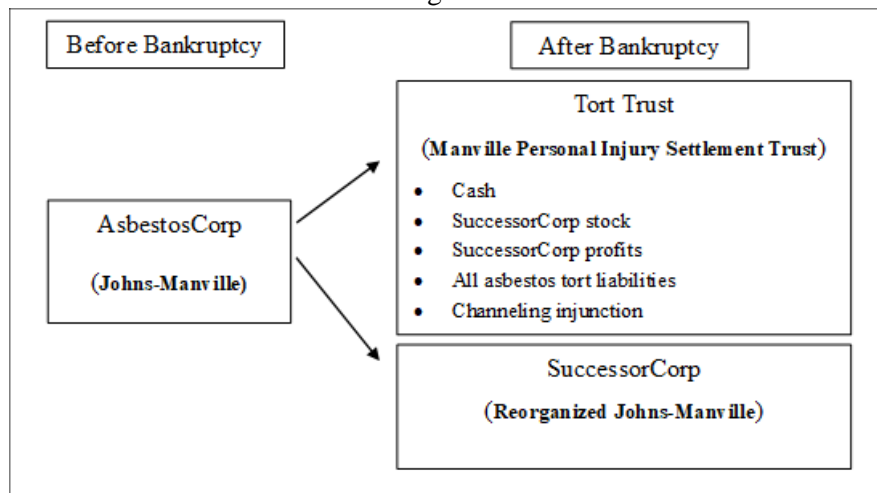 Before Bankruptcy
After Bankruptcy
AsbestosCorp
(Johns-Manville)
Tort Trust
(Manville Personal Injury Settlement Trust)
• Cash
• SuccessorCorp stock
• SuccessorCorp profits
• All asbestos tort liabilities
• Channeling injunction
SuccessorCorp
(Reorganized Johns-Manville)